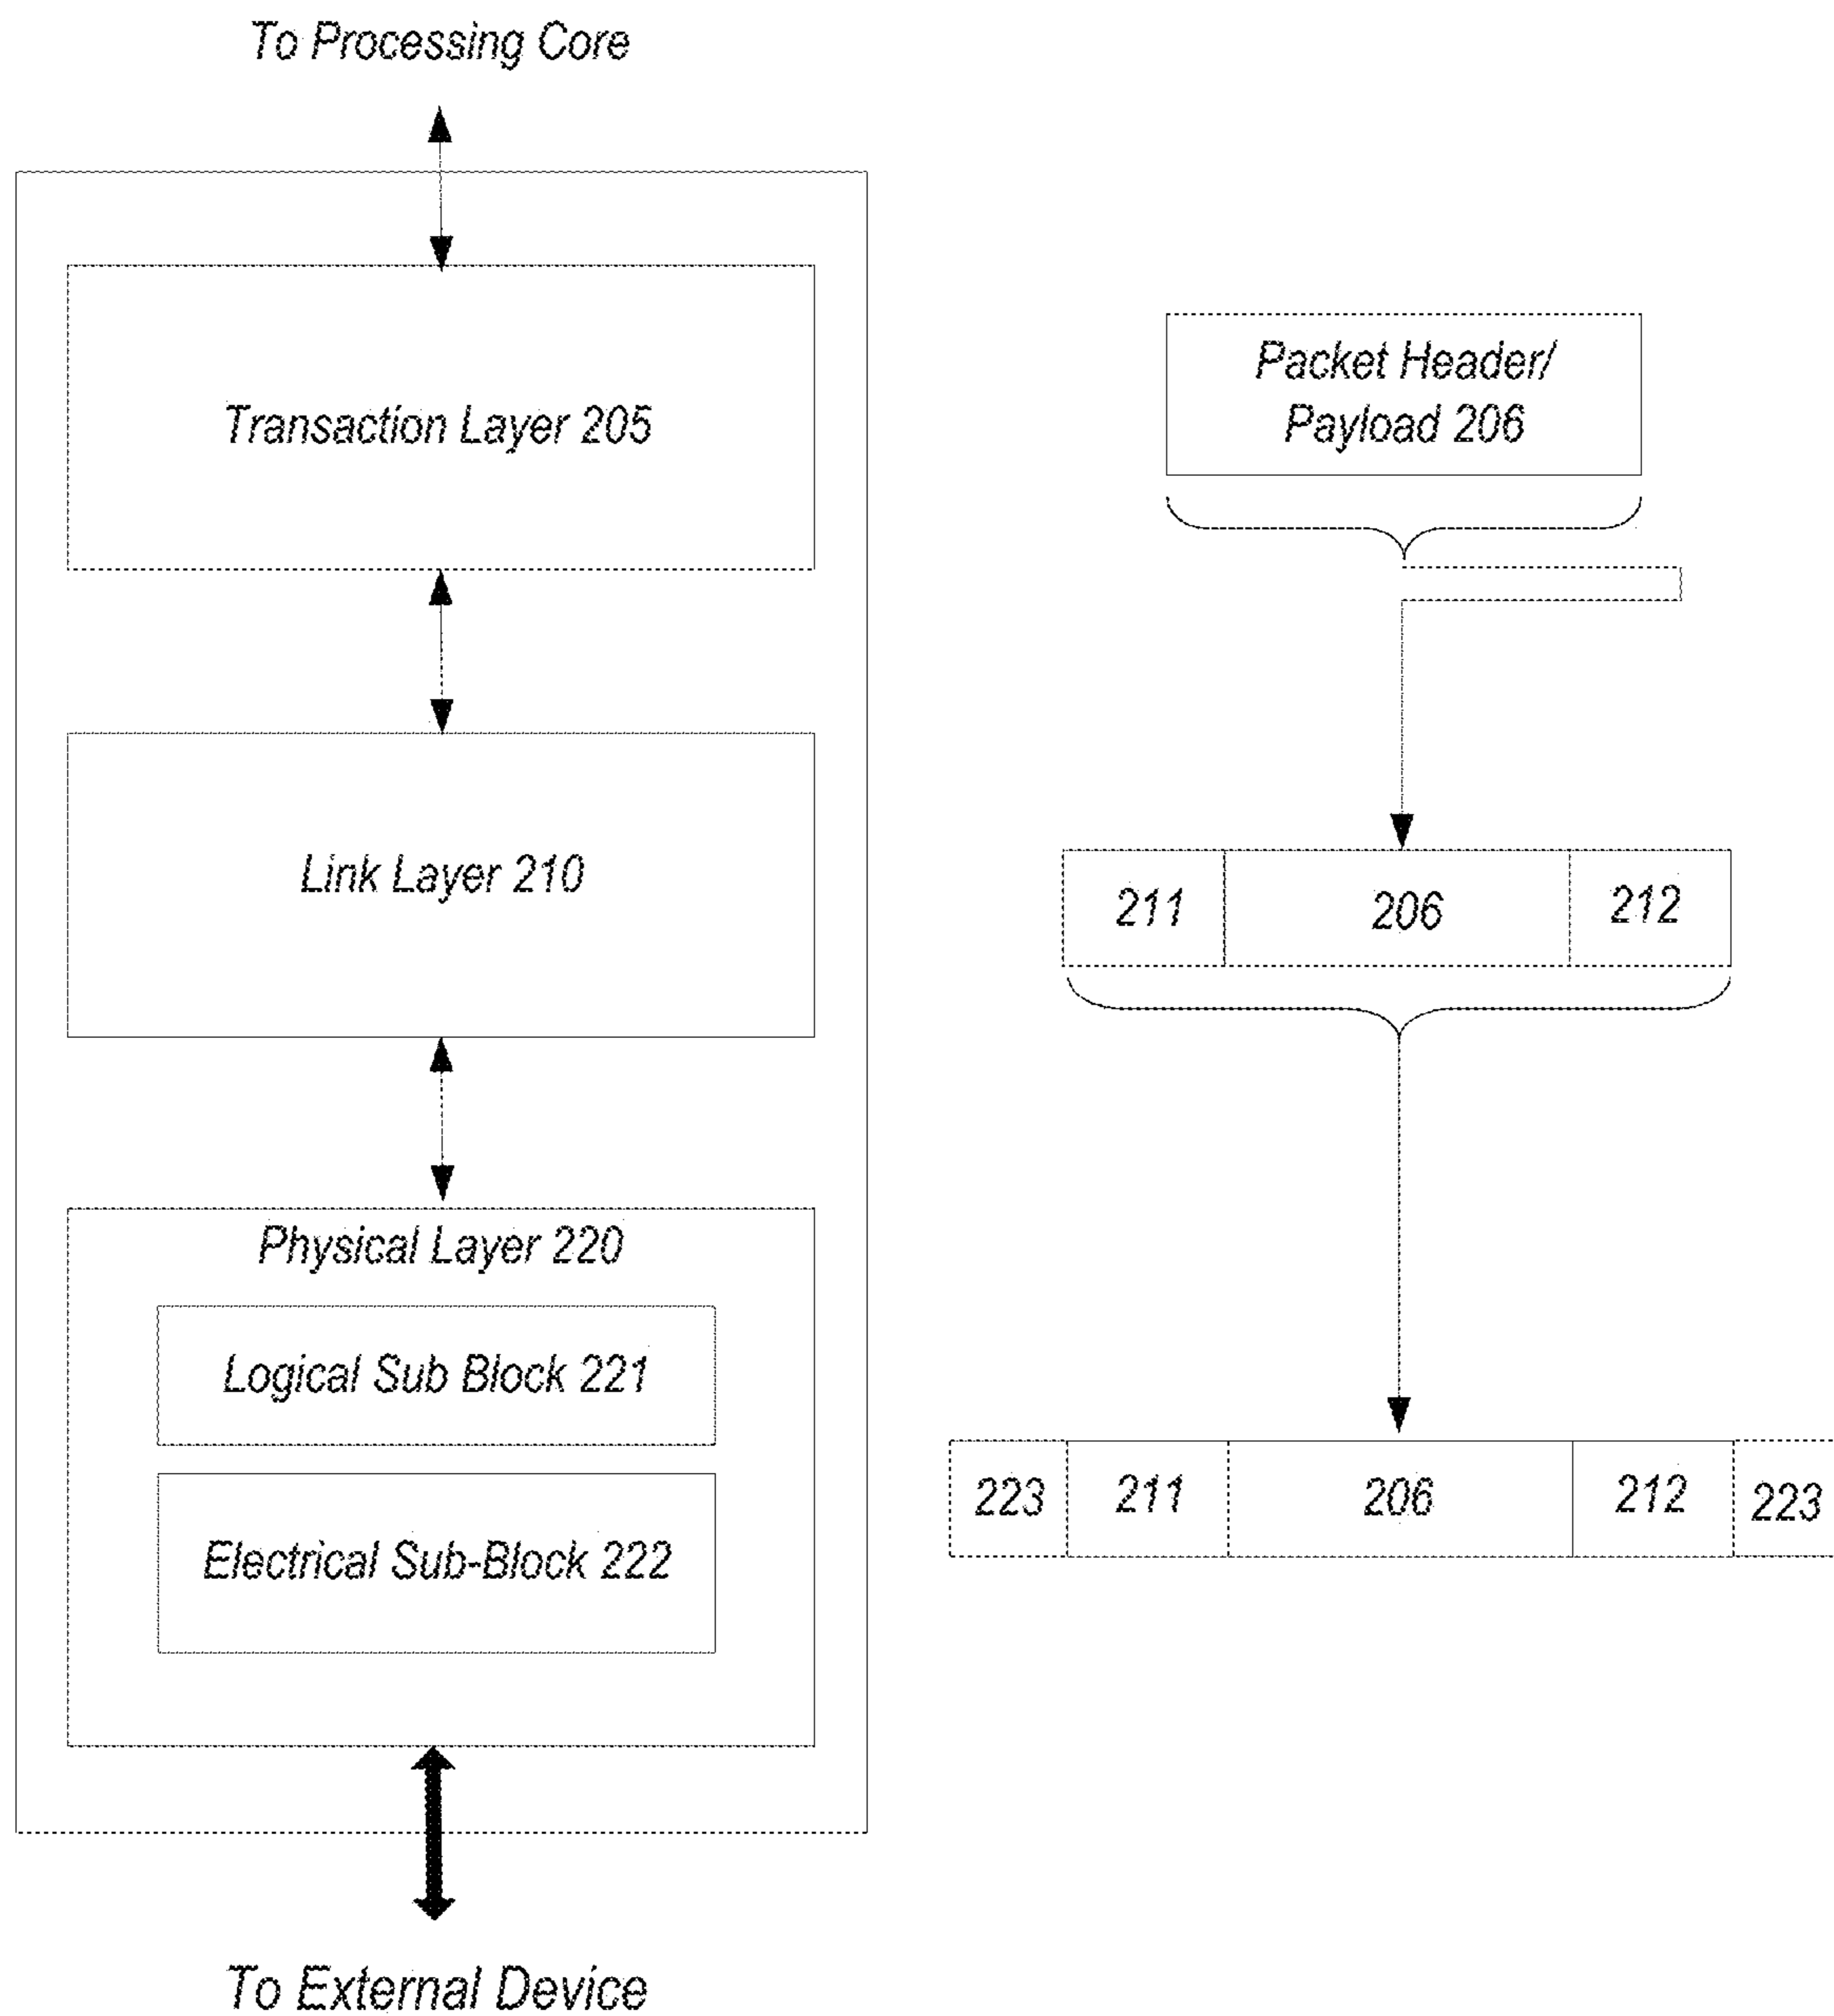 To Processing Core
Transaction Layer 205
Packet Header/
Payload 206
Link Layer 210
211 206 212
Physical Layer 220
Logical Sub Block 221
Electrical Sub-Block 222
223 211 206 212 223
To External Device